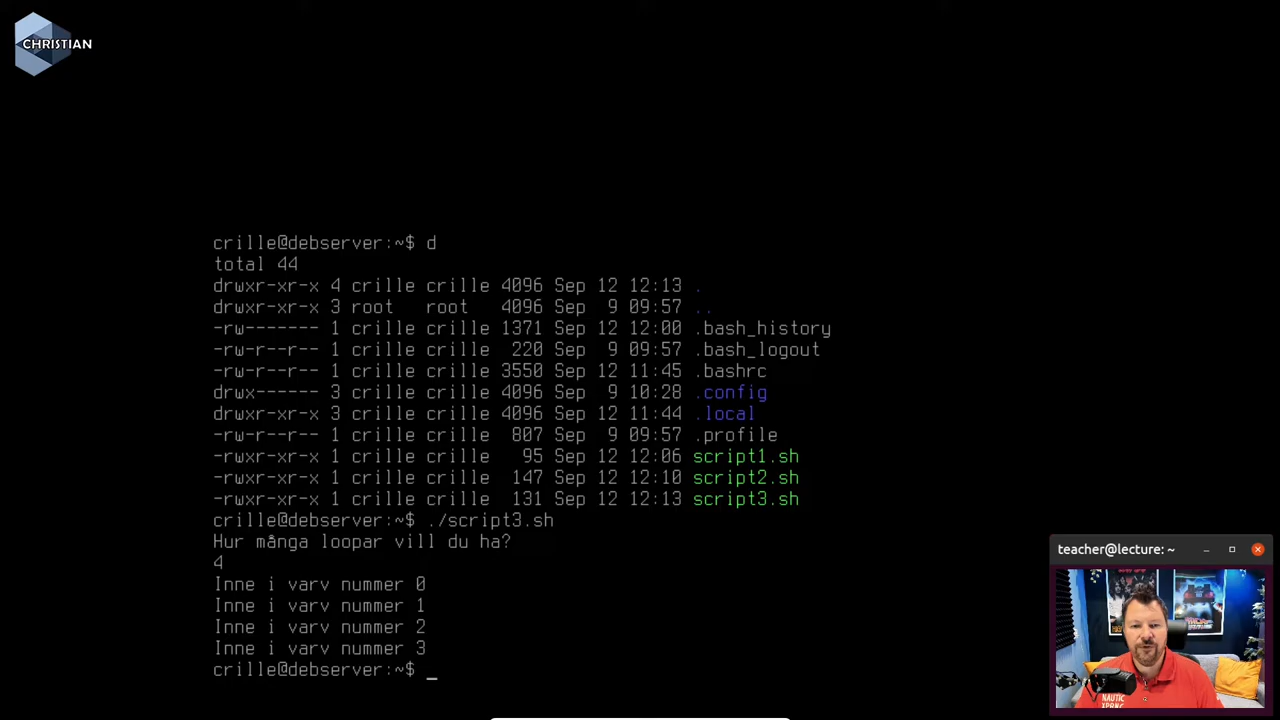 CHRISTIAN
crille@debserver:~$ d
total 44
drwxr-xr-x 4 crille crille 4096 Sep 12 12:13 .
drwxr-xr-x 3 root   root   4096 Sep  9 09:57 ..
-rw------- 1 crille crille 1371 Sep 12 12:00 .bash_history
-rw-r--r-- 1 crille crille  220 Sep  9 09:57 .bash_logout
-rw-r--r-- 1 crille crille 3550 Sep 12 11:45 .bashrc
drwx------ 3 crille crille 4096 Sep  9 10:28 .config
drwxr-xr-x 3 crille crille 4096 Sep 12 11:44 .local
-rw-r--r-- 1 crille crille  807 Sep  9 09:57 .profile
-rwxr-xr-x 1 crille crille   95 Sep 12 12:06 script1.sh
-rwxr-xr-x 1 crille crille  147 Sep 12 12:10 script2.sh
-rwxr-xr-x 1 crille crille  131 Sep 12 12:13 script3.sh
crille@debserver:~$ ./script3.sh
Hur många loopar vill du ha?
4
Inne i varv nummer 0
Inne i varv nummer 1
Inne i varv nummer 2
Inne i varv nummer 3
crille@debserver:~$ _
teacher@lecture: ~
NAUTIC